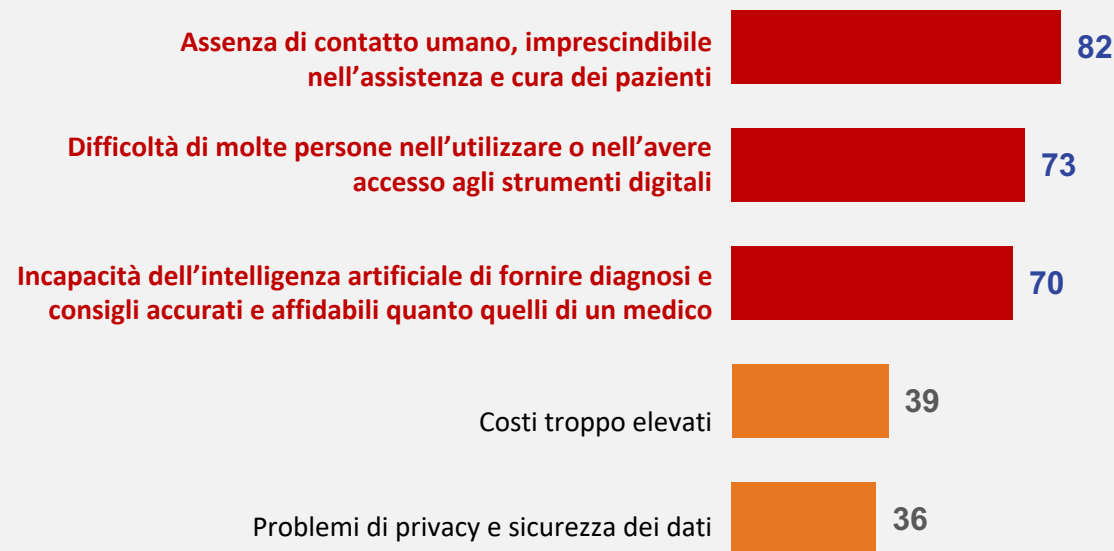 Assenza di contatto umano, imprescindibile
nell’assistenza e cura dei pazienti
82
Difficoltà di molte persone nell’utilizzare o nell’avere
accesso agli strumenti digitali
73
Incapacità dell’intelligenza artificiale di fornire diagnosi e
consigli accurati e affidabili quanto quelli di un medico
70
Costi troppo elevati
39
Problemi di privacy e sicurezza dei dati
36